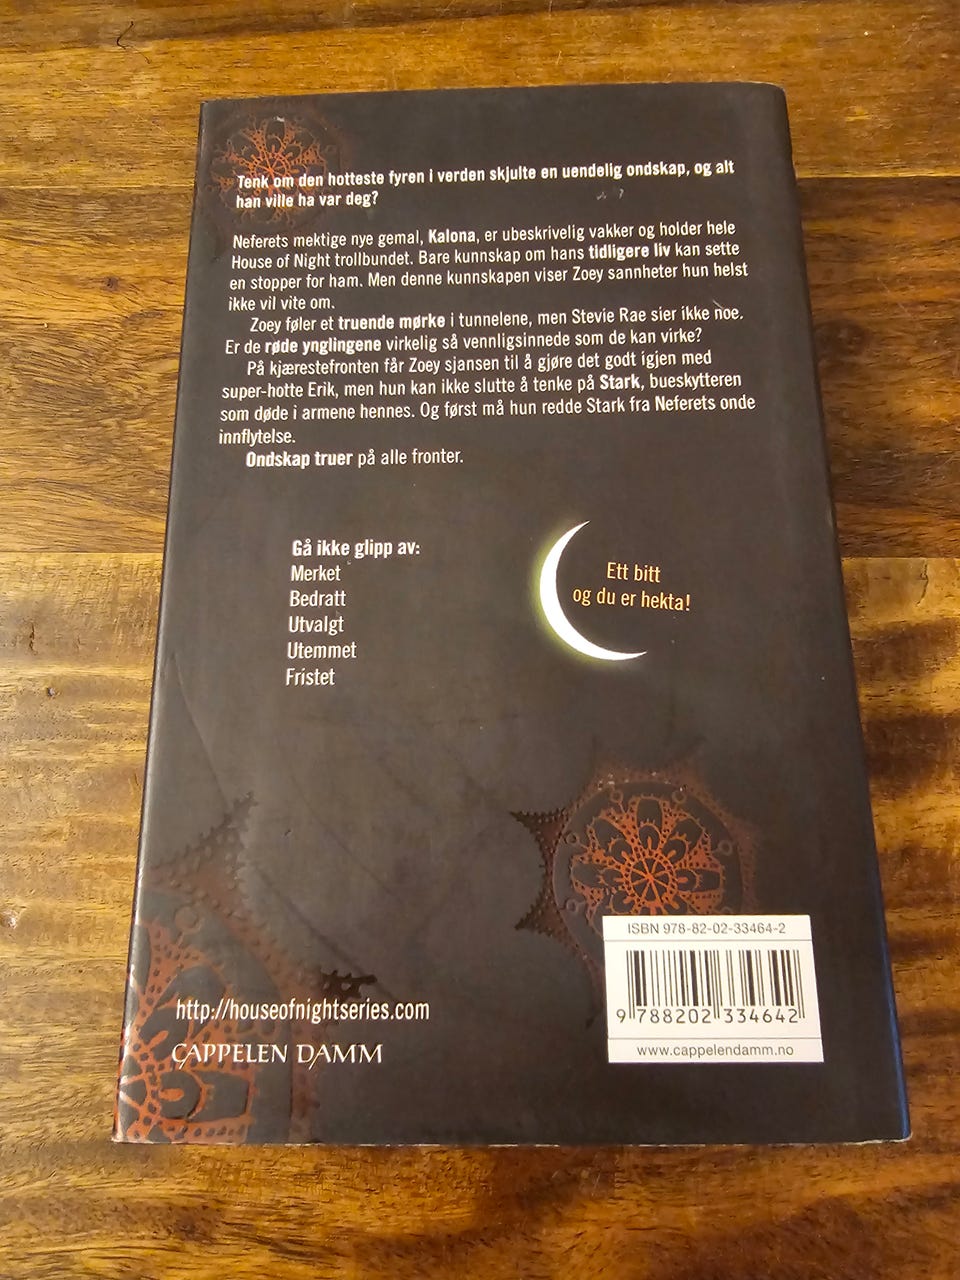 Tenk om den hotteste fyren i verden skjulte en uendelig ondskap, og alt
han ville ha var deg?
Neferets mektige nye gemal, Kalona, er ubeskrivelig vakker og holder hele
House of Night trollbundet. Bare kunnskap om hans tidligere liv kan sette
en stopper for ham. Men denne kunnskapen viser Zoey sannheter hun helst
ikke vil vite om.
Zoey føler et truende mørke i tunnelene, men Stevie Rae sier ikke noe.
Er de røde ynglingene virkelig så vennligsinnede som de kan virke?
På kjærestefronten får Zoey sjansen til å gjøre det godt igjen med
super-hotte Erik, men hun kan ikke slutte å tenke på Stark, bueskytteren
som døde i armene hennes. Og først må hun redde Stark fra Neferets onde
innflytelse.
Ondskap truer på alle fronter.
Gå ikke glipp av:
Merket
Bedratt
Utvalgt
Utemmet
Fristet
Ett bitt
og du er hekta!
http://houseofnightseries.com
CAPPELEN DAMM
ISBN 978-82-02-33464-2
9 788202 334642
www.cappelendamm.no